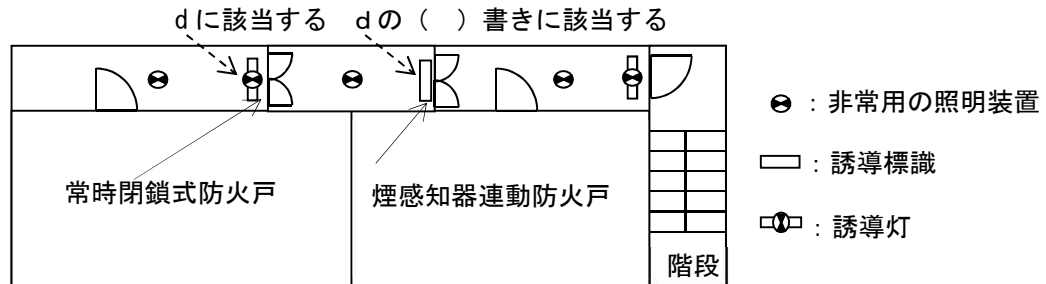 dに該当する
dの（　）書きに該当する
：非常用の照明装置
常時閉鎖式防火戸
煙感知器連動防火戸
：誘導標識
：誘導灯
階段